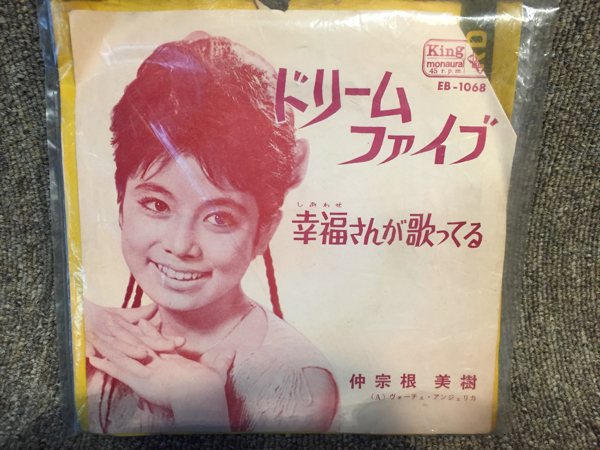 King
monaural
45 r.p.m
EB-1068
ドリーム
ファイブ
しあわせ
幸福さんが歌ってる
仲宗根 美樹
(A)ヴォーチェ・アンジェリカ